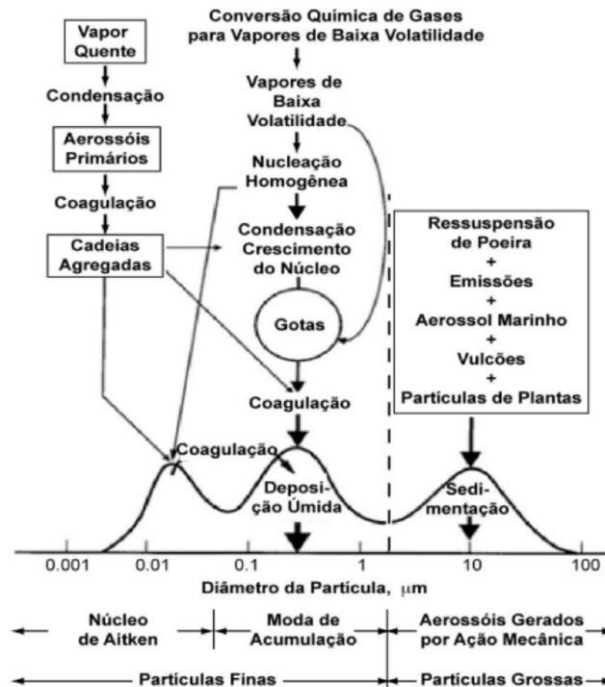 Vapor
Quente
Condensação
Aerossóis
Primários
Coagulação
Cadeias
Agregadas
Conversão Química de Gases
para Vapores de Baixa Volatilidade
Vapores de
Baixa
Volatilidade
Nucleação
Homogênea
Condensação
Crescimento
do Núcleo
Gotas
Coagulação
Ressuspensão
de Poeira
+
Emissões
+
Aerossol Marinho
+
Vulcões
+
Partículas de Plantas
Coagulação
Deposi-
ção Úmida
Sedi-
mentação
0.001 0.01 0.1 1 10 100
Diâmetro da Partícula, μm
Núcleo
de Aitken
Moda de
Acumulação
Aerossóis Gerados
por Ação Mecânica
Partículas Finas
Partículas Grossas